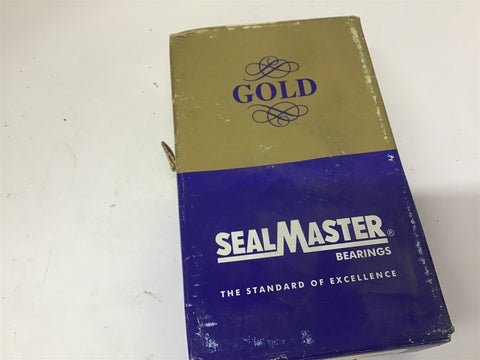 GOLD
SEALMASTER®
BEARINGS
THE STANDARD OF EXCELLENCE